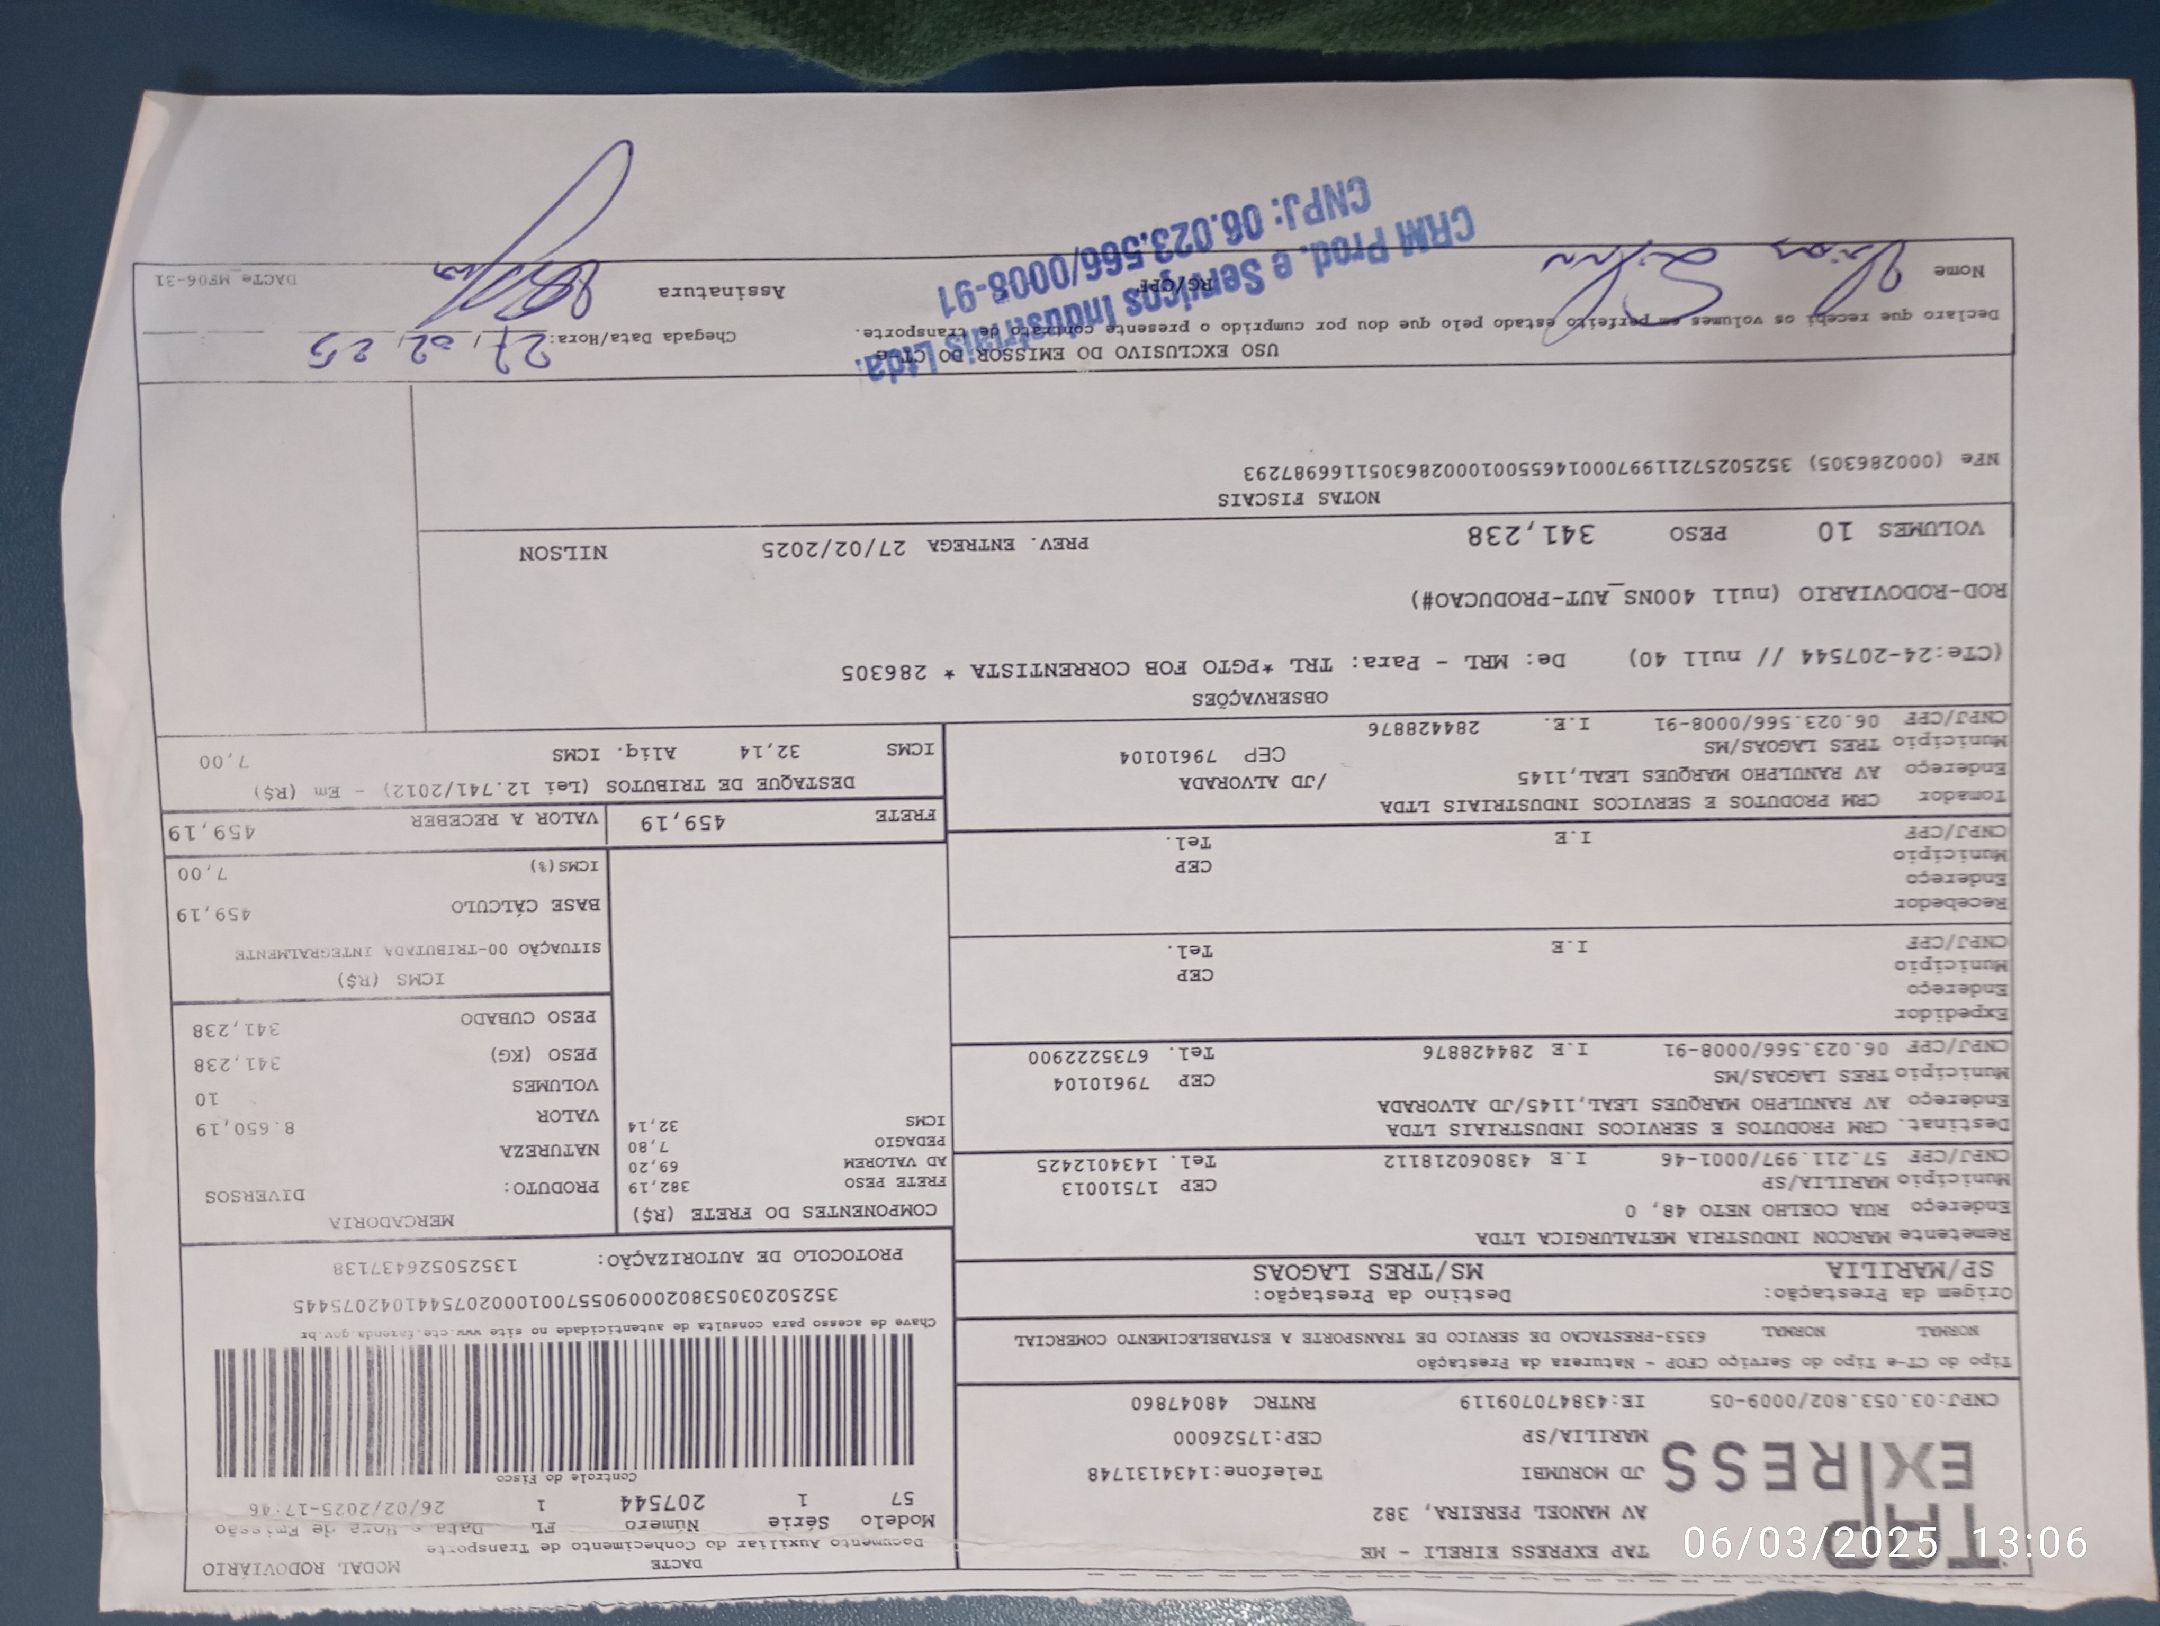 DACTE MODAL RODOVIÁRIO
Documento Auxiliar do Conhecimento de Transporte
Modelo Série Número FL Data e Hora de Emissão
57 1 207544 1 26/02/2025-17:46
Controle do Fisco
Chave de acesso para consulta de autenticidade no site www.cte.fazenda.gov.br
35250203053802000905570010002075441042075445
PROTOCOLO DE AUTORIZAÇÃO: 135250526437138
TAP EXPRESS
TAP EXPRESS EIRELI - ME
AV MANOEL PEREIRA, 382
JD MORUMBI Telefone:1434131748
MARILIA/SP CEP:17526000
CNPJ:03.053.802/0009-05 IE:438470709119 RNTRC 48047860
Tipo do CT-e Tipo do Serviço CFOP - Natureza da Prestação
NORMAL NORMAL 6353-PRESTACAO DE SERVICO DE TRANSPORTE A ESTABELECIMENTO COMERCIAL
Origem da Prestação: Destino da Prestação:
SP/MARILIA MS/TRES LAGOAS
Remetente MARCON INDUSTRIA METALURGICA LTDA
Endereço RUA COELHO NETO 48, 0
Município MARILIA/SP CEP 17510013
CNPJ/CPF 57.211.997/0001-46 I.E 438060218112 Tel. 1434012425
Destinat. CRM PRODUTOS E SERVICOS INDUSTRIAIS LTDA
Endereço AV RANULPHO MARQUES LEAL,1145/JD ALVORADA
Município TRES LAGOAS/MS CEP 79610104
CNPJ/CPF 06.023.566/0008-91 I.E 284428876 Tel. 6735222900
Expedidor
Endereço
Município CEP
CNPJ/CPF I.E Tel.
Recebedor
Endereço
Município CEP
CNPJ/CPF I.E Tel.
Tomador CRM PRODUTOS E SERVICOS INDUSTRIAIS LTDA
Endereço AV RANULPHO MARQUES LEAL,1145 /JD ALVORADA
Município TRES LAGOAS/MS CEP 79610104
CNPJ/CPF 06.023.566/0008-91 I.E. 284428876
COMPONENTES DO FRETE (R$)
FRETE PESO 382,19
AD VALOREM 69,20
PEDAGIO 7,80
ICMS 32,14
MERCADORIA
PRODUTO: DIVERSOS
NATUREZA
VALOR 8.650,19
VOLUMES 10
PESO (KG) 341,238
PESO CUBADO 341,238
ICMS (R$)
SITUAÇÃO 00-TRIBUTADA INTEGRALMENTE
BASE CÁLCULO 459,19
ICMS(%) 7,00
FRETE 459,19 VALOR A RECEBER 459,19
DESTAQUE DE TRIBUTOS (Lei 12.741/2012) - Em (R$)
ICMS 32,14 Aliq. ICMS 7,00
OBSERVAÇÕES
(CTe:24-207544 // null 40) De: MRL - Para: TRL *PGTO FOB CORRENTISTA * 286305
ROD-RODOVIARIO (null 400NS_AUT-PRODUCAO#)
VOLUMES 10 PESO 341,238 PREV. ENTREGA 27/02/2025 NILSON
NOTAS FISCAIS
NFe (000286305) 35250257211997000146550010002863051166987293
USO EXCLUSIVO DO EMISSOR DO CT-e
Declaro que recebi os volumes em perfeito estado pelo que dou por cumprido o presente contrato de transporte.
Chegada Data/Hora: 27/02/25
Nome RG/CPF Assinatura
DACTe_MF06-31
CRM Prod. e Serviços Industriais Ltda.
CNPJ: 06.023.566/0008-91
06/03/2025 13:06